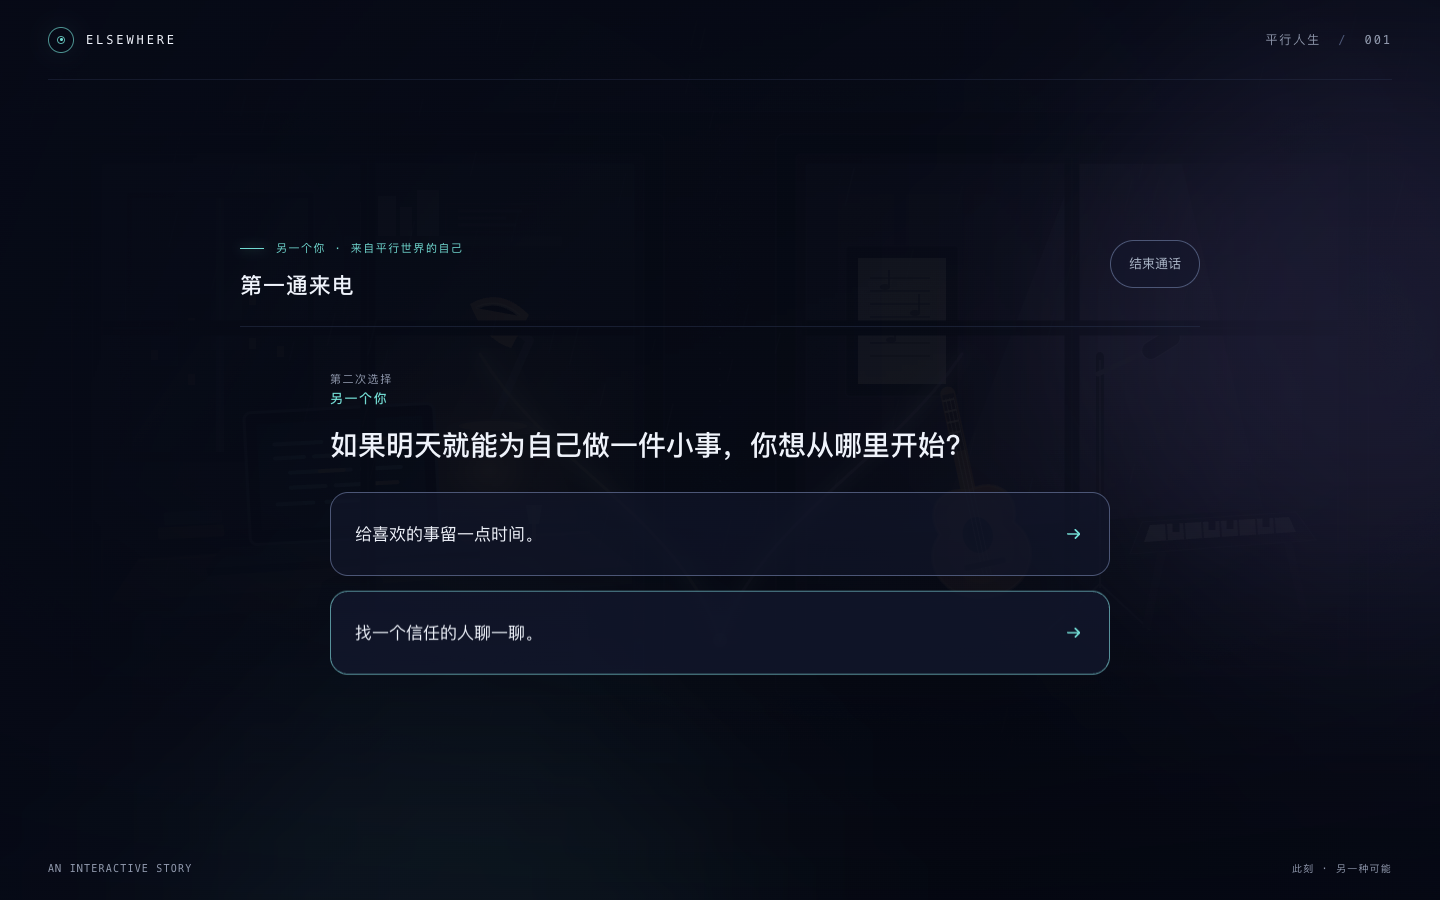 ELSEWHERE
平行人生 / 001
另一个你 · 来自平行世界的自己
第一通来电
结束通话
第二次选择
另一个你
如果明天就能为自己做一件小事，你想从哪里开始？
给喜欢的事留一点时间。
找一个信任的人聊一聊。
AN INTERACTIVE STORY
此刻 · 另一种可能